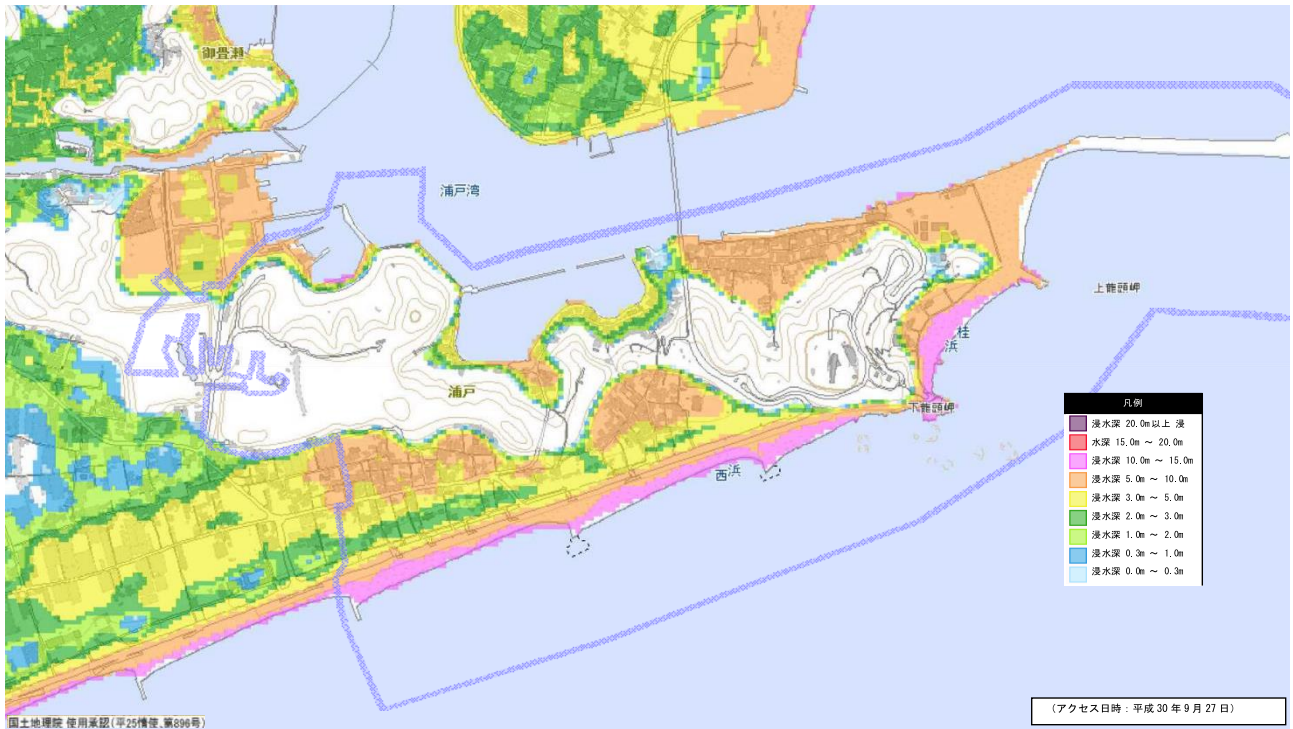 御畳瀬
浦戸湾
上龍頭岬
桂浜
浦戸
下龍頭岬
西浜
凡例
浸水深 20.0m以上 浸
水深 15.0m ～ 20.0m
浸水深 10.0m ～ 15.0m
浸水深 5.0m ～ 10.0m
浸水深 3.0m ～ 5.0m
浸水深 2.0m ～ 3.0m
浸水深 1.0m ～ 2.0m
浸水深 0.3m ～ 1.0m
浸水深 0.0m ～ 0.3m
（アクセス日時：平成30年9月27日）
国土地理院 使用承認(平25情使、第896号)